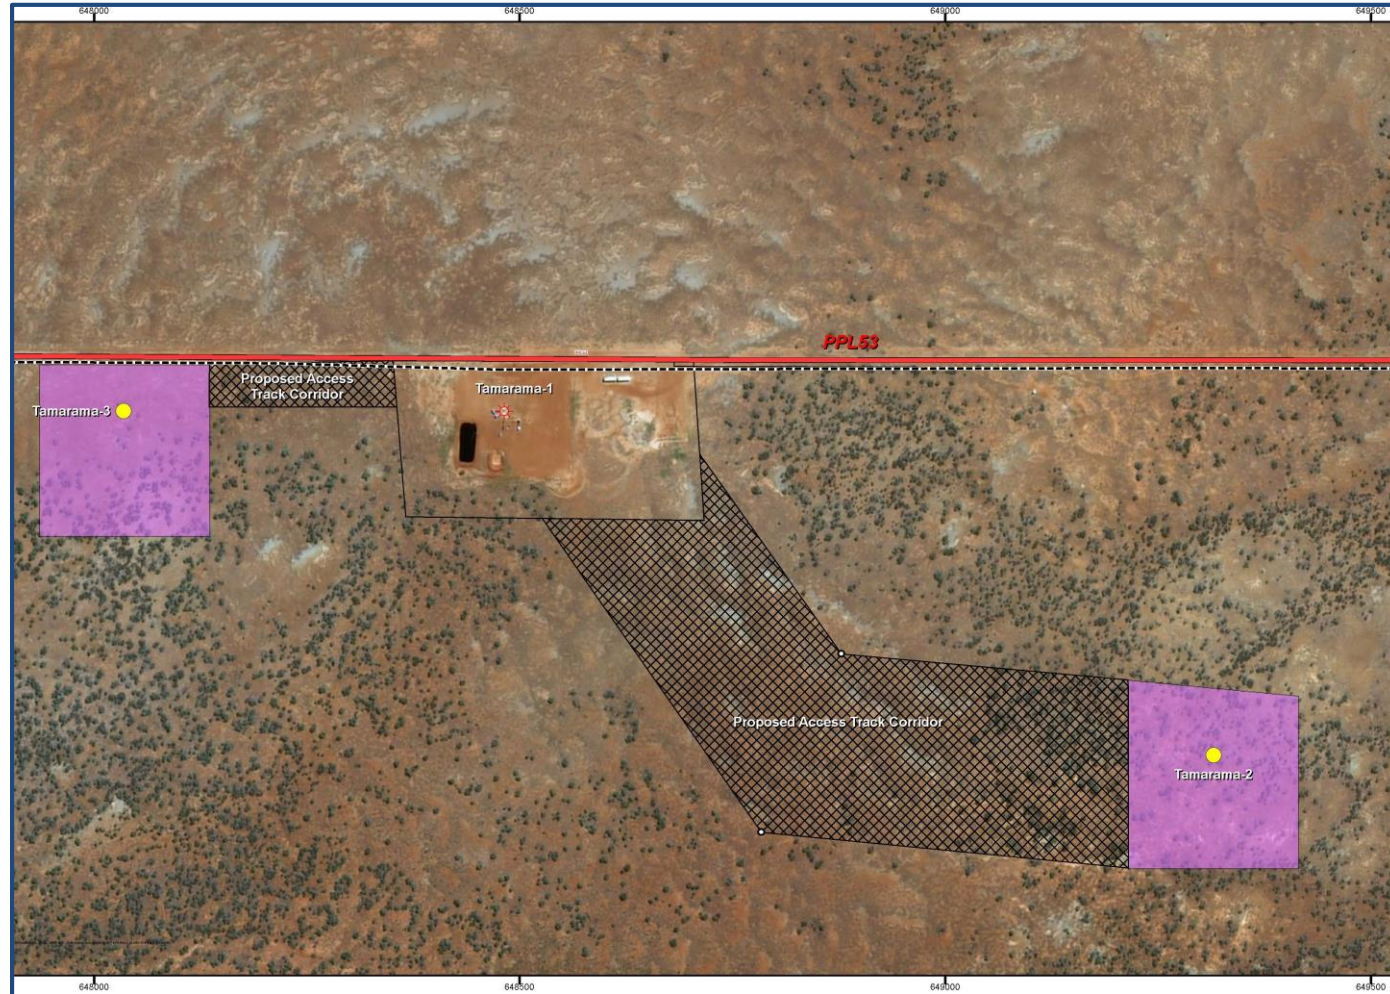 648000 648500 649000 649500
PPL53
Proposed Access
Track Corridor
Tamarama-1
Tamarama-3
Proposed Access Track Corridor
Tamarama-2
648000 648500 649000 649500